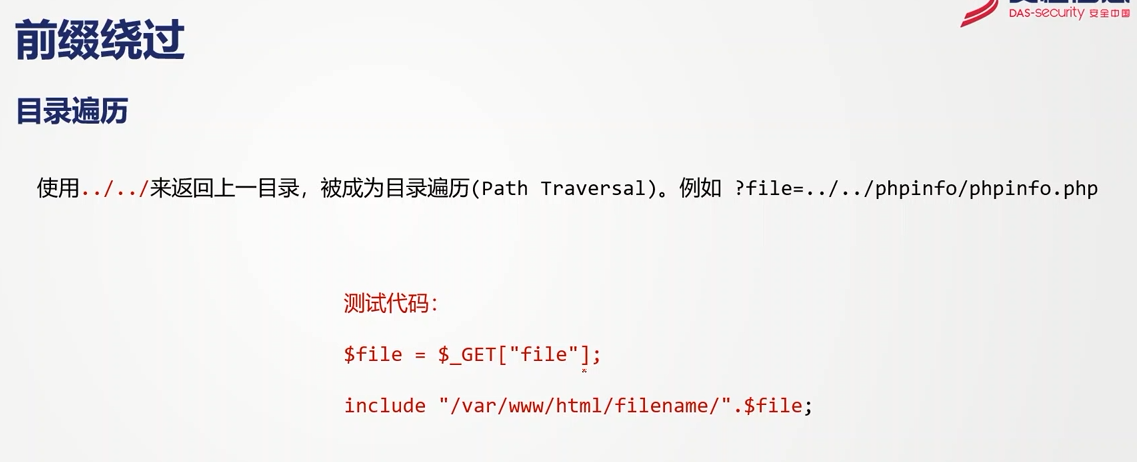 DAS-security 安全中国
前缀绕过
目录遍历
使用../../来返回上一目录，被成为目录遍历(Path Traversal)。例如 ?file=../../phpinfo/phpinfo.php
测试代码：
$file = $_GET["file"];
include "/var/www/html/filename/".$file;